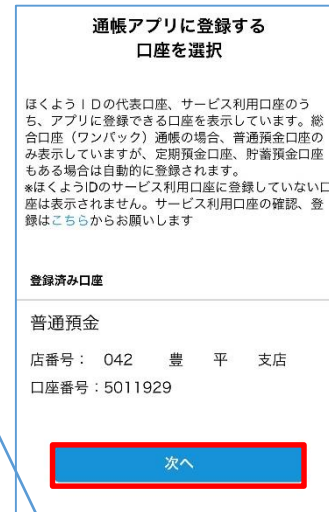 通帳アプリに登録する
口座を選択
ほくようIDの代表口座、サービス利用口座のう
ち、アプリに登録できる口座を表示しています。総
合口座（ワンパック）通帳の場合、普通預金口座の
み表示していますが、定期預金口座、貯蓄預金口座
もある場合は自動的に登録されます。
*ほくようIDのサービス利用口座に登録していない口
座は表示されません。サービス利用口座の確認、登
録はこちらからお願いします
登録済み口座
普通預金
店番号： 042 豊 平 支店
口座番号：5011929
次へ